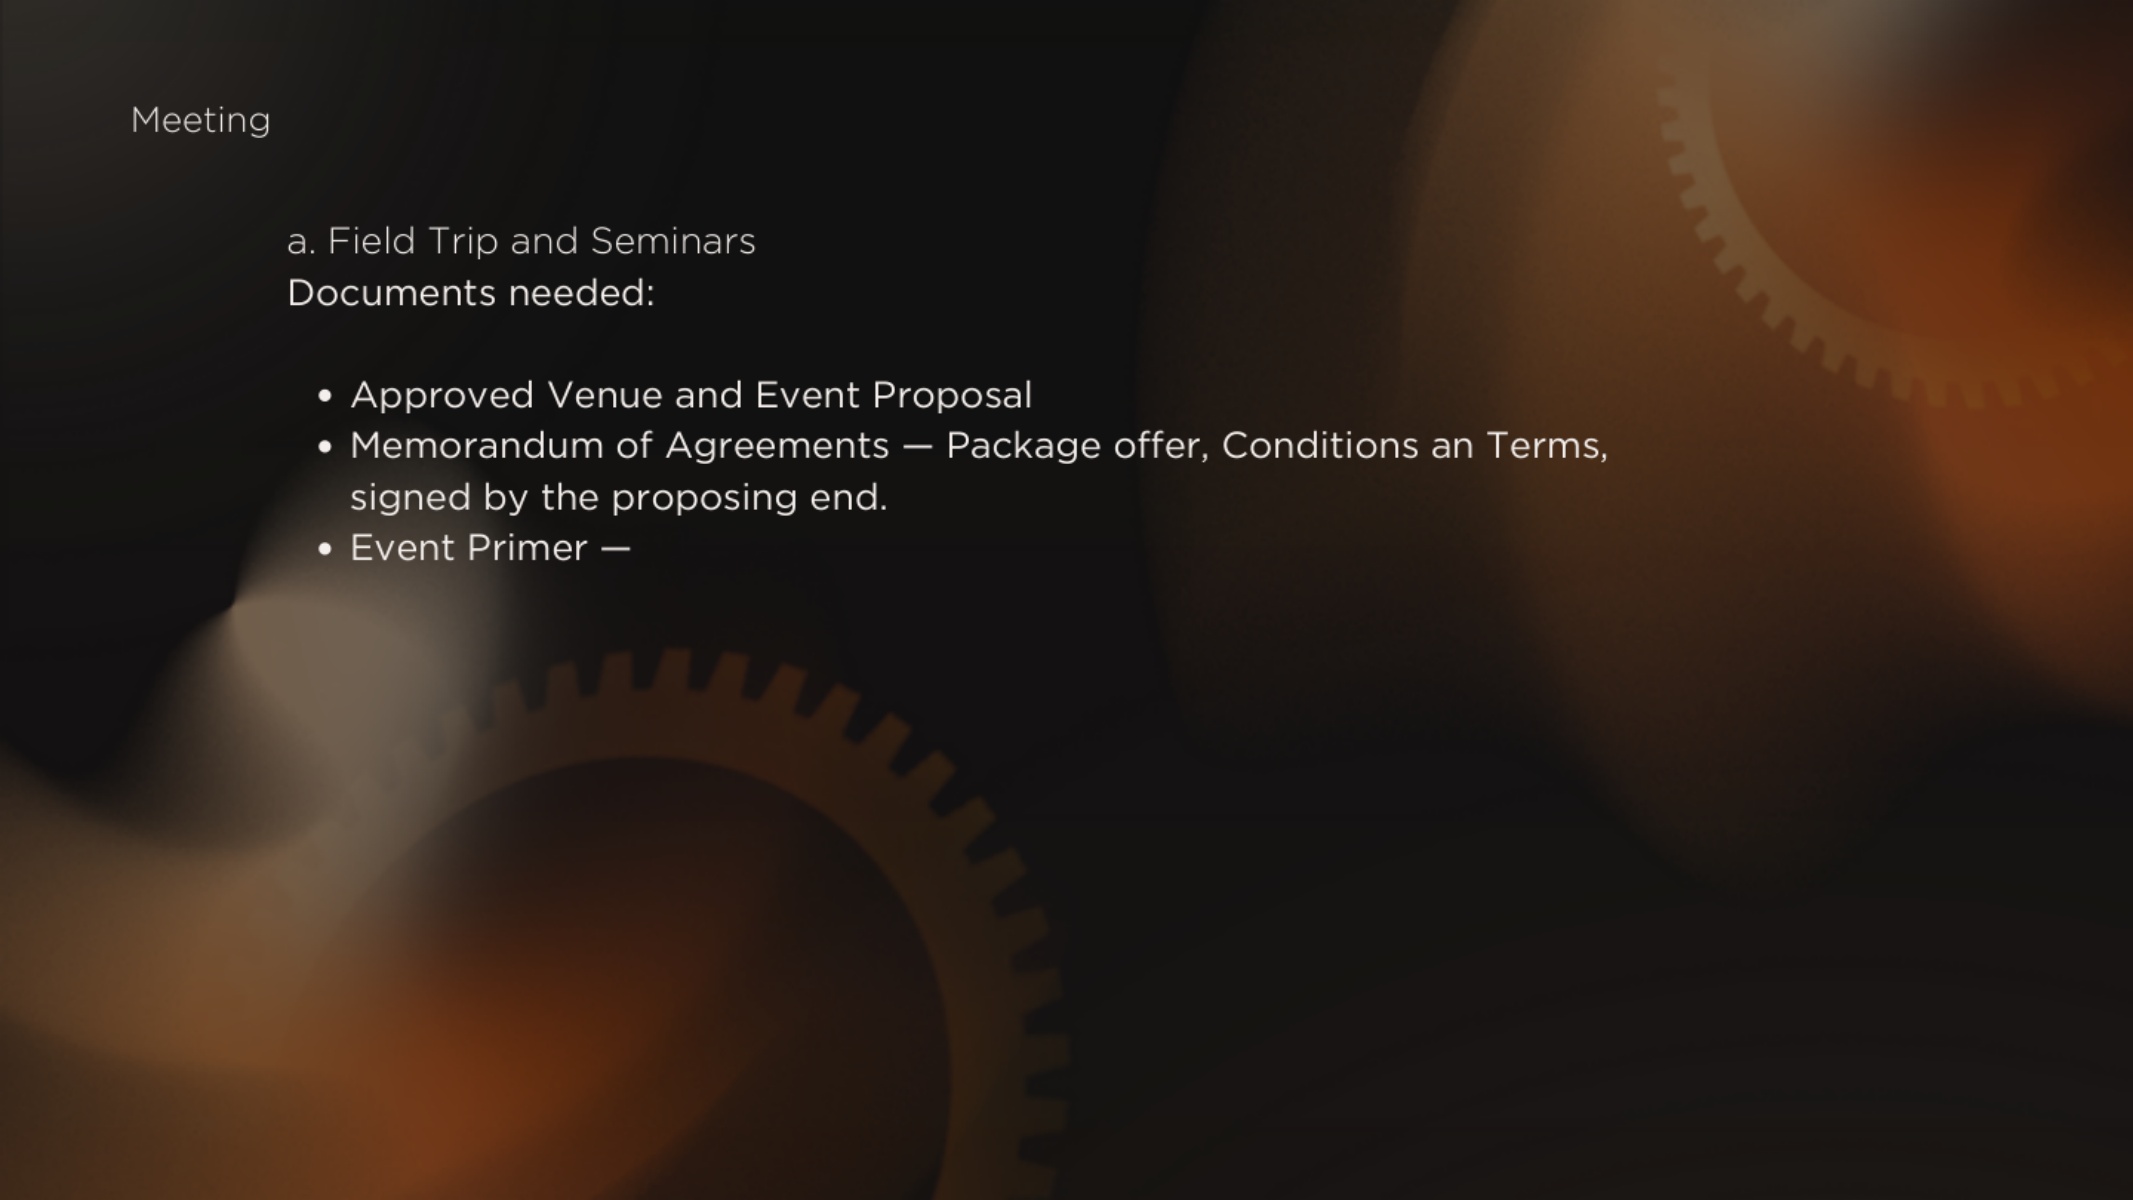 Meeting
a. Field Trip and Seminars
Documents needed:
• Approved Venue and Event Proposal
• Memorandum of Agreements — Package offer, Conditions an Terms,
signed by the proposing end.
• Event Primer —